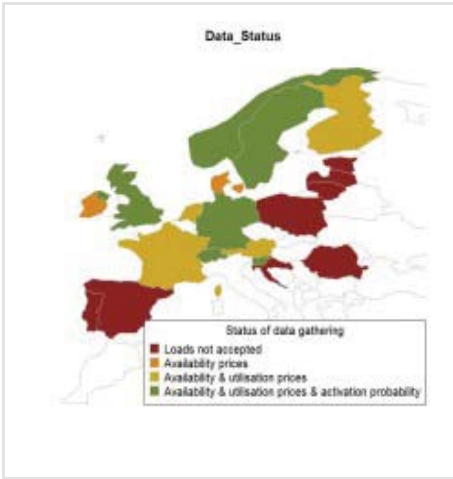 Data_Status
Status of data gathering
Loads not accepted
Availability prices
Availability & utilisation prices
Availability & utilisation prices & activation probability